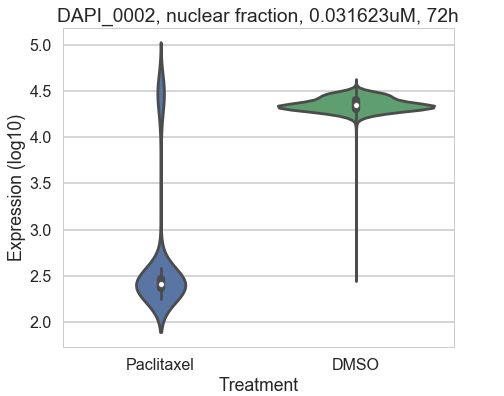 DAPI_0002, nuclear fraction, 0.031623uM, 72h
5.0
4.5
4.0
3.5
3.0
2.5
2.0
Expression (log10)
Paclitaxel DMSO
Treatment